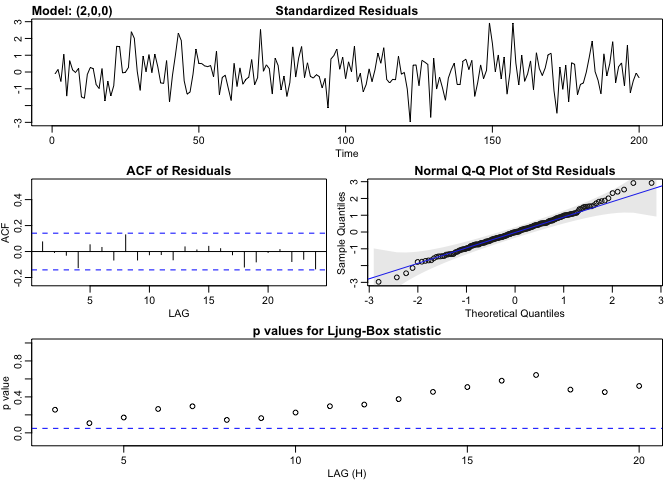 Model: (2,0,0) Standardized Residuals
3
2
1
0
-1
-3
0 50 100 150 200
Time
ACF of Residuals
ACF
0.4
0.2
0.0
-0.2
5 10 15 20
LAG
Normal Q-Q Plot of Std Residuals
Sample Quantiles
3
2
1
0
-1
-3
-3 -2 -1 0 1 2 3
Theoretical Quantiles
p values for Ljung-Box statistic
p value
0.8
0.4
0.0
5 10 15 20
LAG (H)